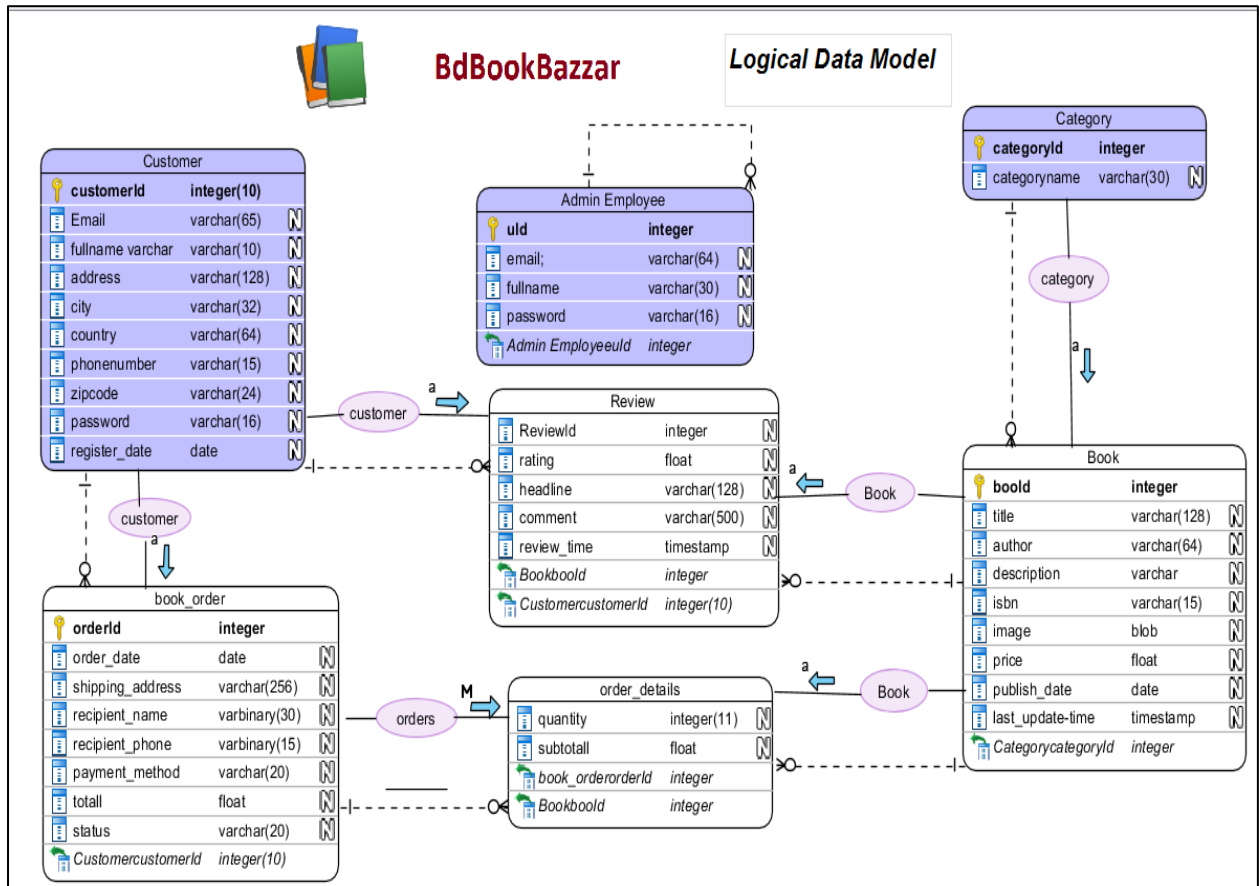 BdBookBazzar
Logical Data Model
Customer
customerId integer(10)
Email varchar(65) N
fullname varchar varchar(10) N
address varchar(128) N
city varchar(32) N
country varchar(64) N
phonenumber varchar(15) N
zipcode varchar(24) N
password varchar(16) N
register_date date N
Admin Employee
uId integer
email; varchar(64) N
fullname varchar(30) N
password varchar(16) N
Admin EmployeeuId integer
Category
categoryId integer
categoryname varchar(30) N
category
a
customer
a
Review
ReviewId integer N
rating float N
headline varchar(128) N
comment varchar(500) N
review_time timestamp N
BookbooId integer
CustomercustomerId integer(10)
a
Book
Book
booId integer
title varchar(128) N
author varchar(64) N
description varchar N
isbn varchar(15) N
image blob N
price float N
publish_date date N
last_update-time timestamp N
CategorycategoryId integer
customer
a
book_order
orderId integer
order_date date N
shipping_address varchar(256) N
recipient_name varbinary(30) N
recipient_phone varbinary(15) N
payment_method varchar(20) N
totall float N
status varchar(20) N
CustomercustomerId integer(10)
orders
M
order_details
quantity integer(11) N
subtotall float N
book_orderorderId integer
BookbooId integer
a
Book